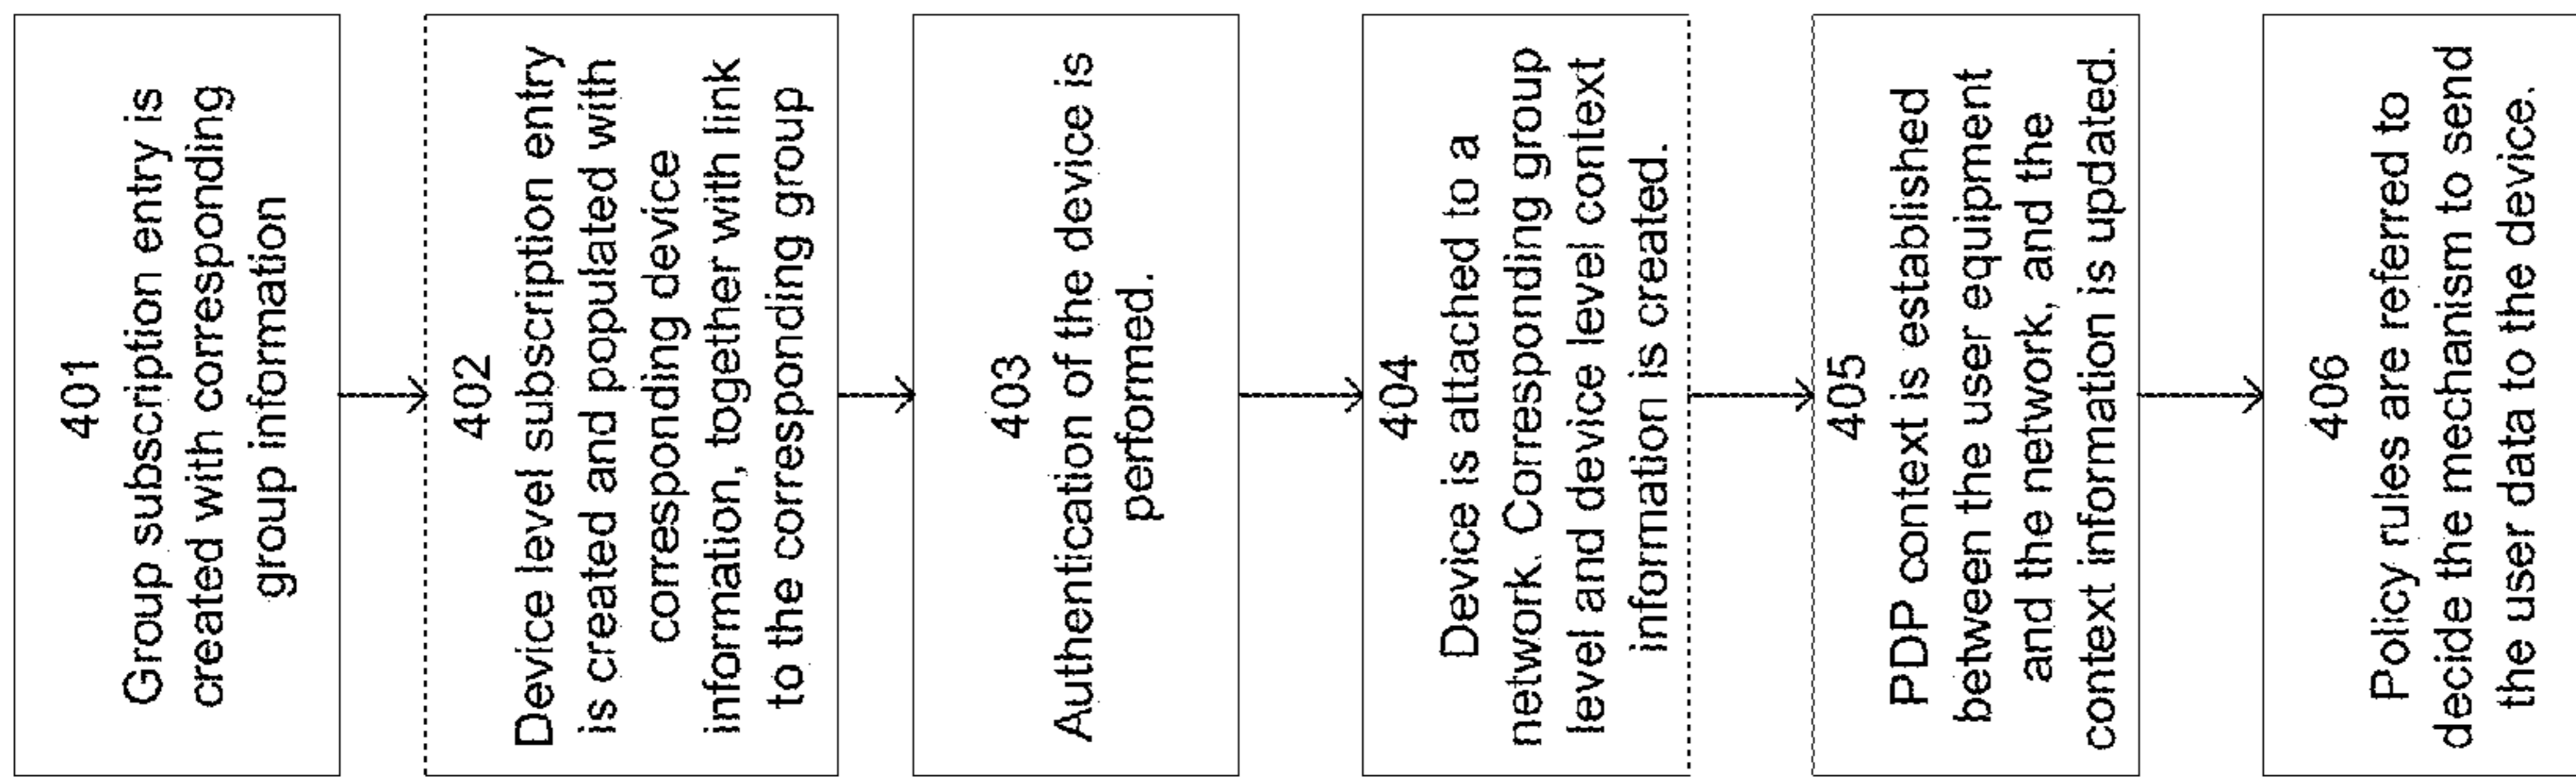 401
Group subscription entry is
created with corresponding
group information
402
Device level subscription entry
is created and populated with
corresponding device
information, together with link
to the corresponding group
403
Authentication of the device is
performed.
404
Device is attached to a
network. Corresponding group
level and device level context
information is created.
405
PDP context is established
between the user equipment
and the network, and the
context information is updated.
406
Policy rules are referred to
decide the mechanism to send
the user data to the device.